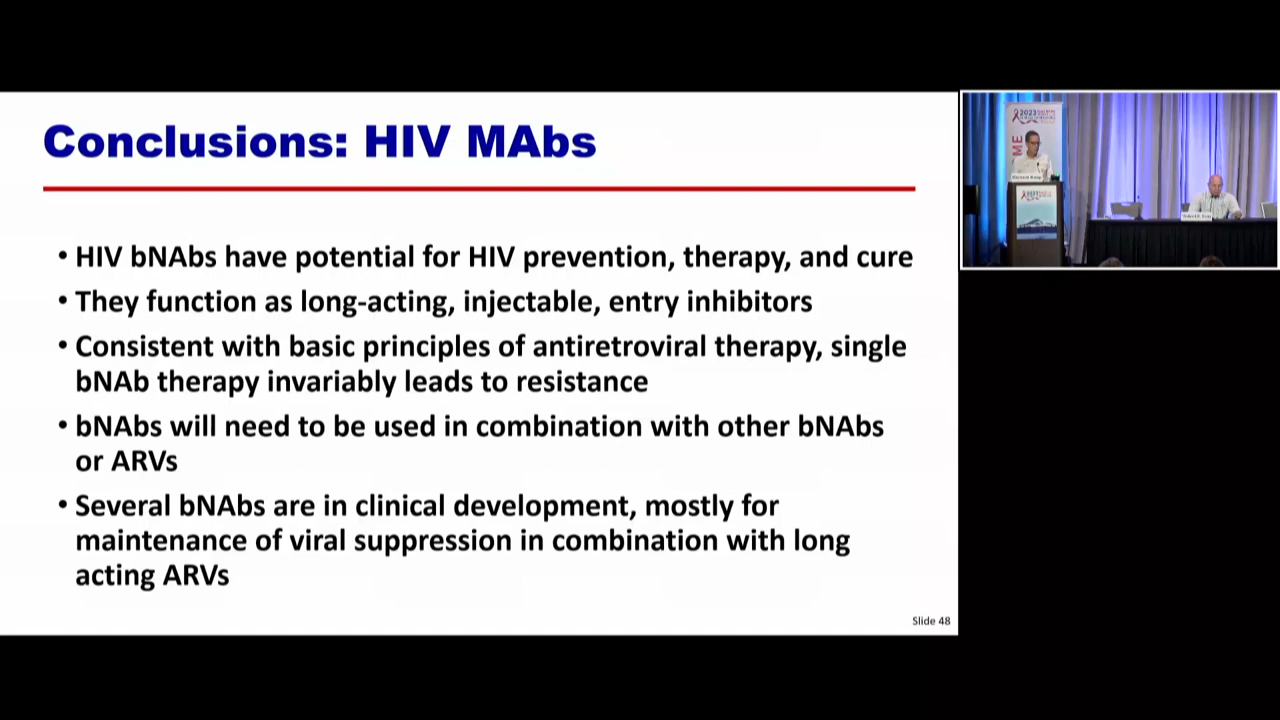 Conclusions: HIV MAbs
• HIV bNAbs have potential for HIV prevention, therapy, and cure
• They function as long-acting, injectable, entry inhibitors
• Consistent with basic principles of antiretroviral therapy, single
bNAb therapy invariably leads to resistance
• bNAbs will need to be used in combination with other bNAbs
or ARVs
• Several bNAbs are in clinical development, mostly for
maintenance of viral suppression in combination with long
acting ARVs
Slide 48
2023
ME